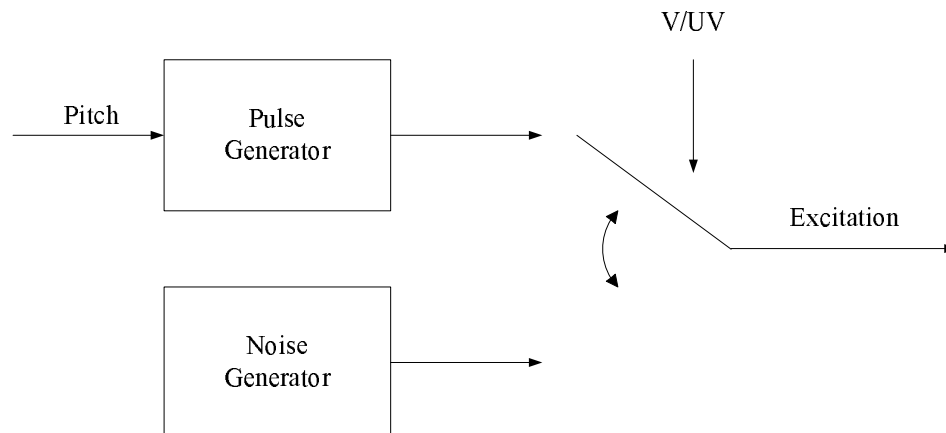 V/UV
Pitch
Pulse
Generator
Excitation
Noise
Generator